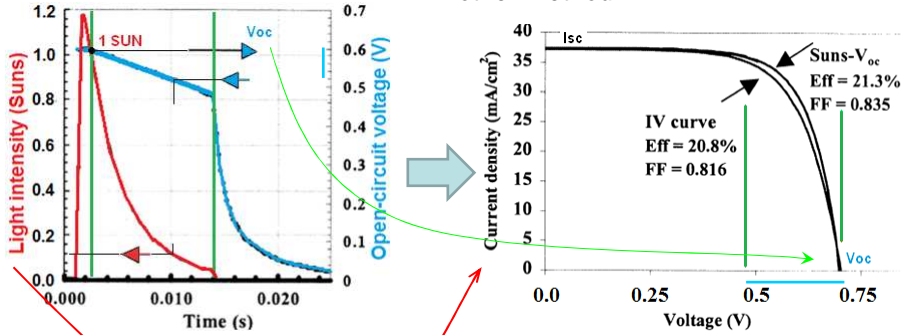 Light intensity (Suns)
1.2
1.0
0.8
0.6
0.4
0.2
0.0
1 SUN
Voc
0.7
0.6
0.5
0.4
0.3
0.2
0.1
0
Open-circuit voltage (V)
0.000
0.010
0.020
Time (s)
Current density (mA/cm²)
40
35
30
25
20
15
10
5
0
Isc
Suns-Voc
Eff = 21.3%
FF = 0.835
IV curve
Eff = 20.8%
FF = 0.816
Voc
0.0
0.25
0.5
0.75
Voltage (V)